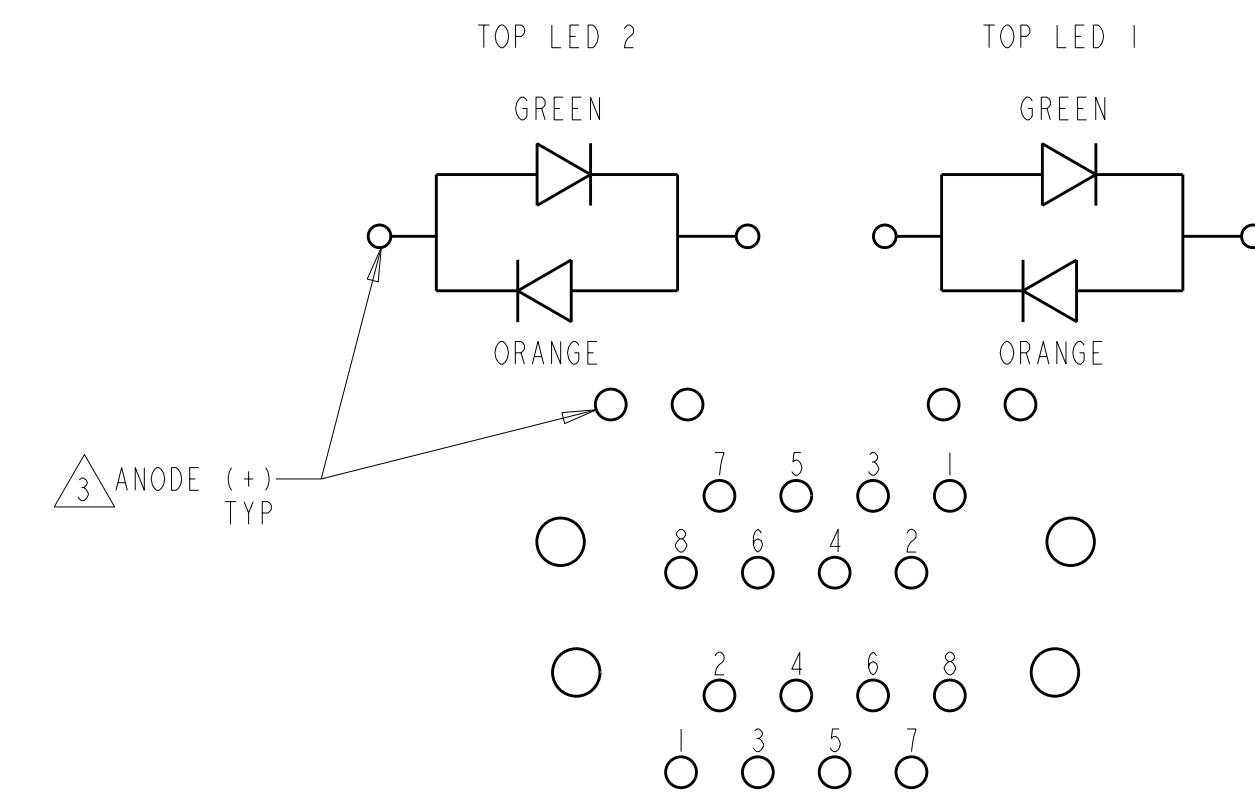 TOP LED 2
TOP LED 1
GREEN
GREEN
ORANGE
ORANGE
3 ANODE (+)
TYP
7 5 3 1
8 6 4 2
2 4 6 8
1 3 5 7